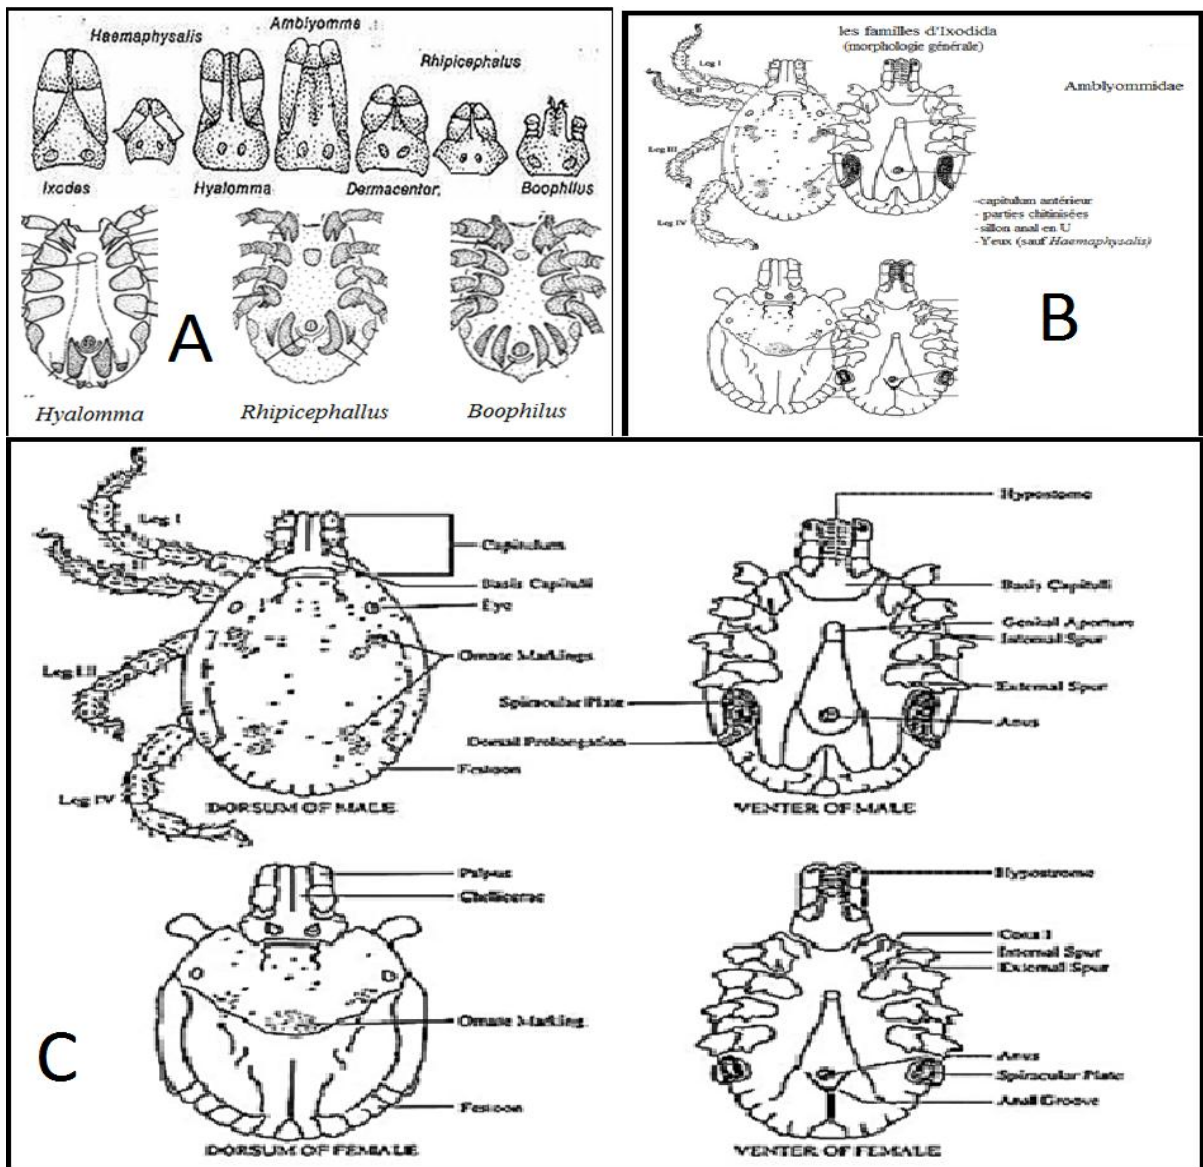 Amblyomma
Haemaphysalis
Rhipicephalus
Ixodes
Hyalomma
Dermacentor.
Boophilus
A
Hyalomma
Rhipicephallus
Boophilus
les familles d'Ixodida
(morphologie générale)
Amblyommidae
Leg I
Leg II
Leg III
Leg IV
-capitulum antérieur
- parties chitinisées
- sillon anal en U
- Yeux (sauf Haemaphysalis)
B
Leg I
Leg III
Leg IV
Capitulum
Basis Capituli
Eye
Ornate Markings
Festoon
DORSUM OF MALE
Hypostome
Basis Capituli
Genital Aperture
Internal Spur
External Spur
Spiracular Plate
Anus
Dorsal Prolongation
VENTER OF MALE
Palpus
Chelicerae
Ornate Marking
Festoon
DORSUM OF FEMALE
Hypostrome
Coxa I
Internal Spur
External Spur
Anus
Spiracular Plate
Anal Groove
VENTER OF FEMALE
C